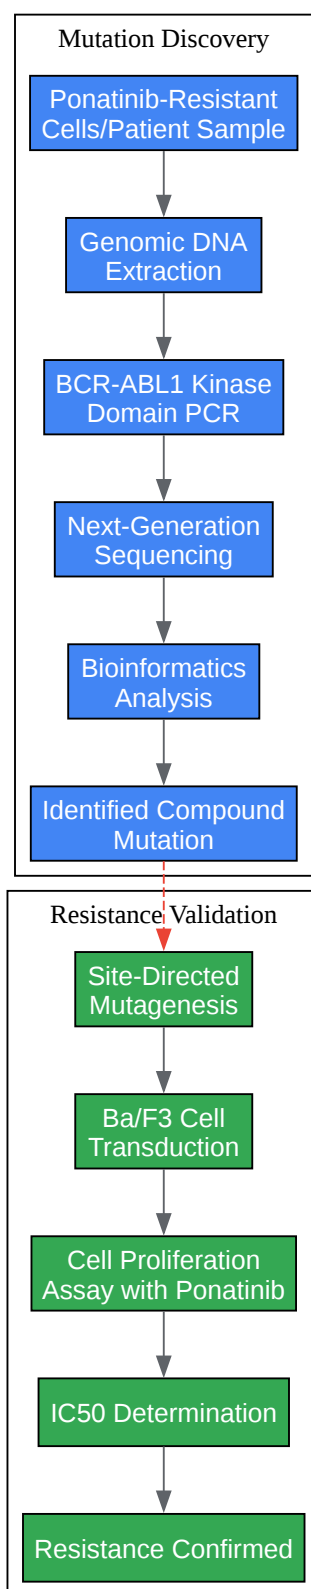 Mutation Discovery
Ponatinib-Resistant
Cells/Patient Sample
Genomic DNA
Extraction
BCR-ABL1 Kinase
Domain PCR
Next-Generation
Sequencing
Bioinformatics
Analysis
Identified Compound
Mutation
Resistance Validation
Site-Directed
Mutagenesis
Ba/F3 Cell
Transduction
Cell Proliferation
Assay with Ponatinib
IC50 Determination
Resistance Confirmed